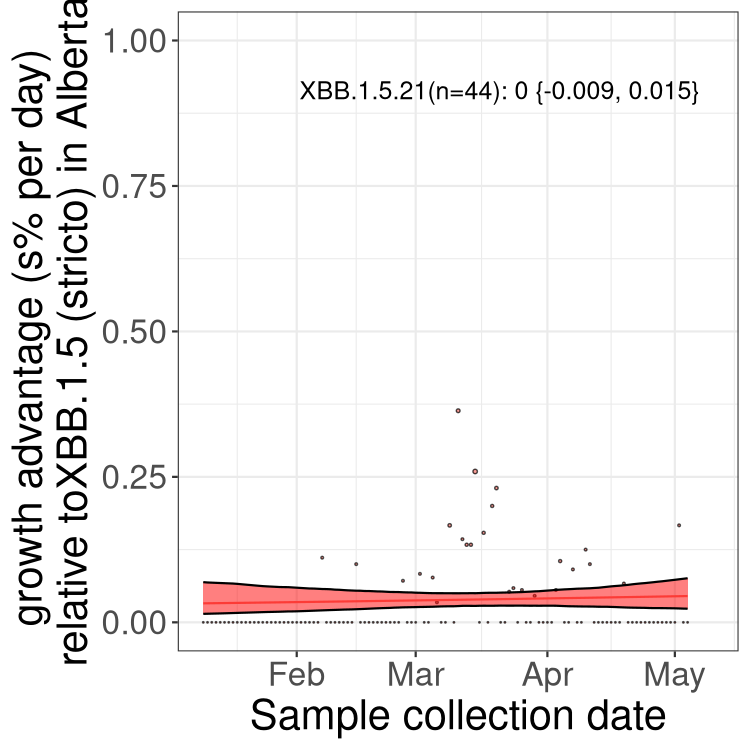 growth advantage (s% per day)
relative toXBB.1.5 (stricto) in Alberta
1.00
0.75
0.50
0.25
0.00
XBB.1.5.21(n=44): 0 {-0.009, 0.015}
Feb Mar Apr May
Sample collection date